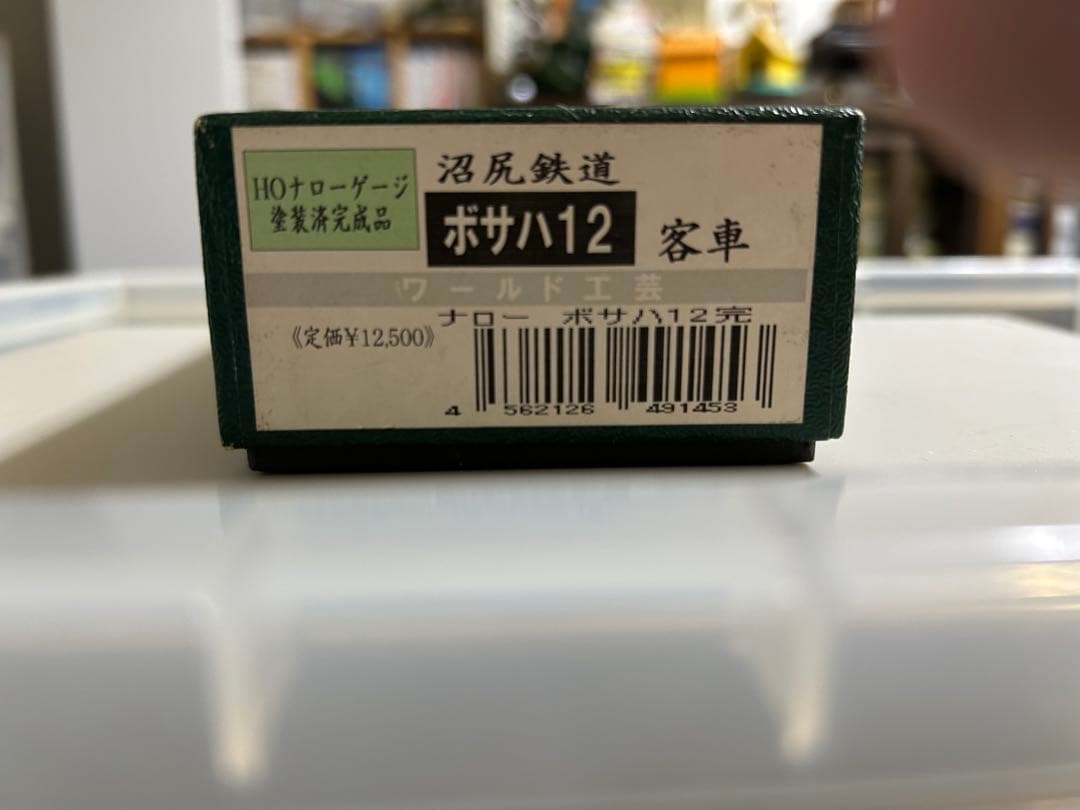 HOナローゲージ
塗装済完成品
沼尻鉄道
ボサハ12
客車
ワールド工芸
ナロー ボサハ12完
《定価¥12,500》
4 562126 491453